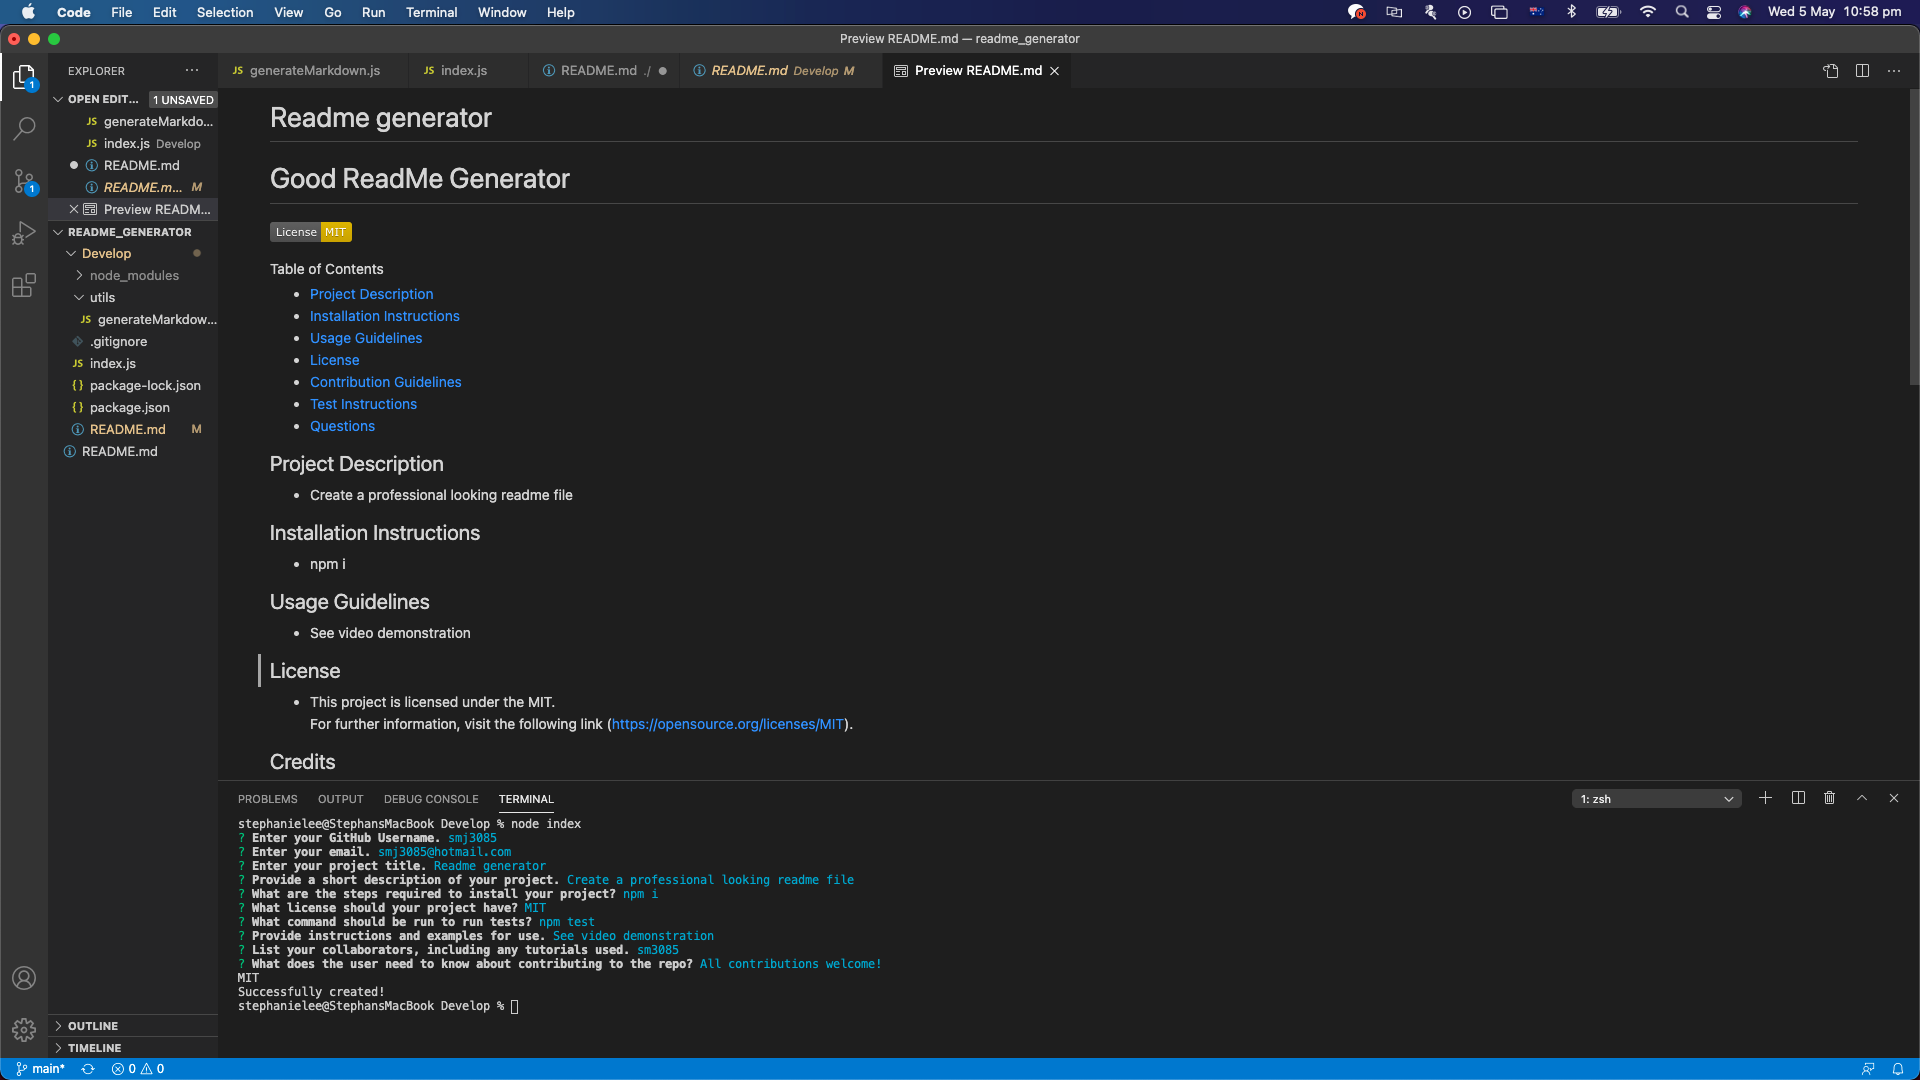 Code File Edit Selection View Go Run Terminal Window Help Wed 5 May 10:58 pm
Preview README.md — readme_generator
EXPLORER
JS generateMarkdown.js JS index.js README.md ./ README.md Develop M Preview README.md
OPEN EDIT... 1 UNSAVED
JS generateMarkdo...
JS index.js Develop
README.md
README.m... M
Preview READM...
README_GENERATOR
Develop
node_modules
utils
JS generateMarkdow...
.gitignore
JS index.js
{} package-lock.json
{} package.json
README.md M
README.md
OUTLINE
TIMELINE
Readme generator
Good ReadMe Generator
License MIT
Table of Contents
• Project Description
• Installation Instructions
• Usage Guidelines
• License
• Contribution Guidelines
• Test Instructions
• Questions
Project Description
• Create a professional looking readme file
Installation Instructions
• npm i
Usage Guidelines
• See video demonstration
License
• This project is licensed under the MIT.
For further information, visit the following link (https://opensource.org/licenses/MIT).
Credits
PROBLEMS OUTPUT DEBUG CONSOLE TERMINAL 1: zsh
stephanielee@StephansMacBook Develop % node index
? Enter your GitHub Username. smj3085
? Enter your email. smj3085@hotmail.com
? Enter your project title. Readme generator
? Provide a short description of your project. Create a professional looking readme file
? What are the steps required to install your project? npm i
? What license should your project have? MIT
? What command should be run to run tests? npm test
? Provide instructions and examples for use. See video demonstration
? List your collaborators, including any tutorials used. sm3085
? What does the user need to know about contributing to the repo? All contributions welcome!
MIT
Successfully created!
stephanielee@StephansMacBook Develop %
main* 0 0
1
1